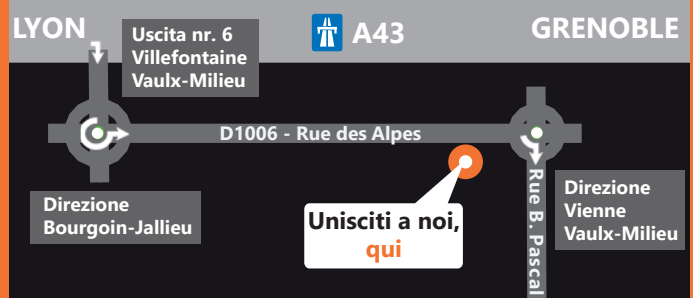 LYON
Uscita nr. 6
Villefontaine
Vaulx-Milieu
A43
GRENOBLE
D1006 - Rue des Alpes
Direzione
Bourgoin-Jallieu
Unisciti a noi,
qui
Rue B. Pascal
Direzione
Vienne
Vaulx-Milieu